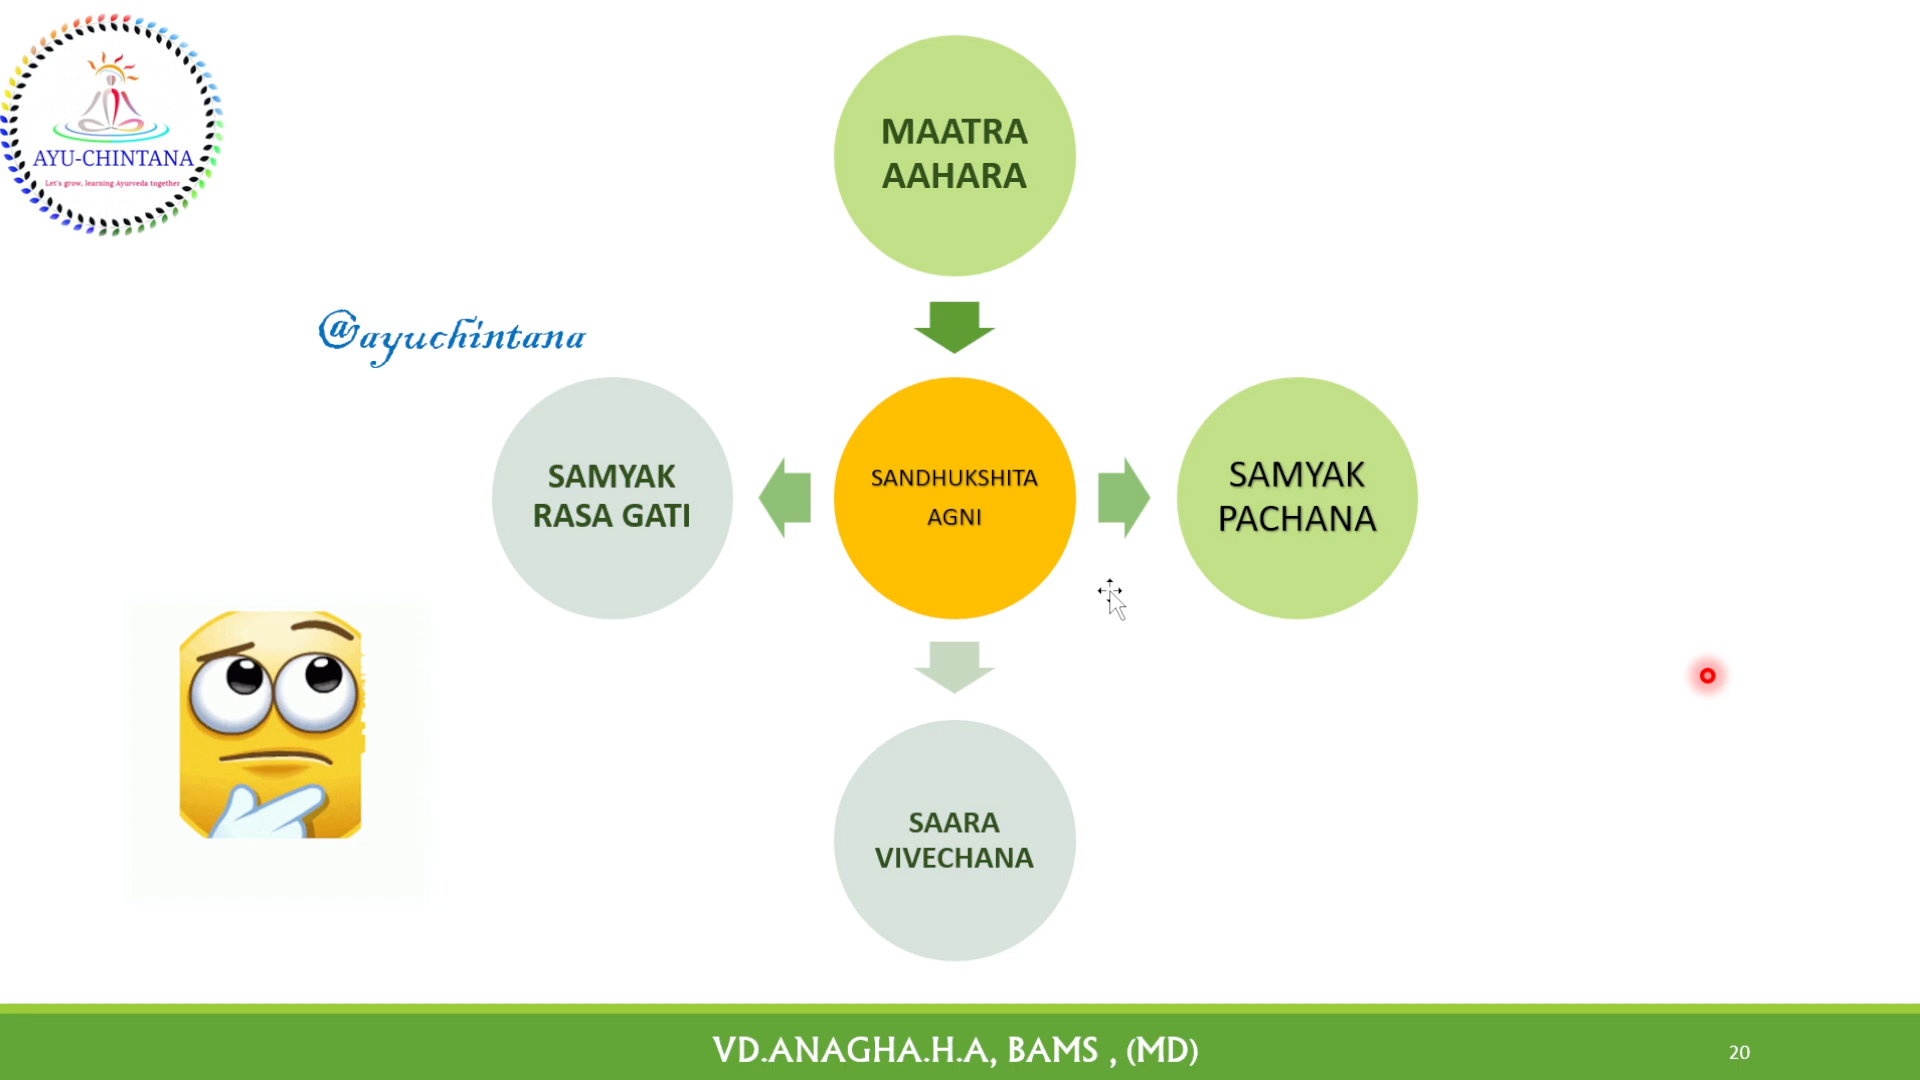 AYU-CHINTANA
Let's grow, learning Ayurveda together
MAATRA
AAHARA
@ayuchintana
SAMYAK
RASA GATI
SANDHUKSHITA
AGNI
SAMYAK
PACHANA
SAARA
VIVECHANA
VD.ANAGHA.H.A, BAMS , (MD)
20